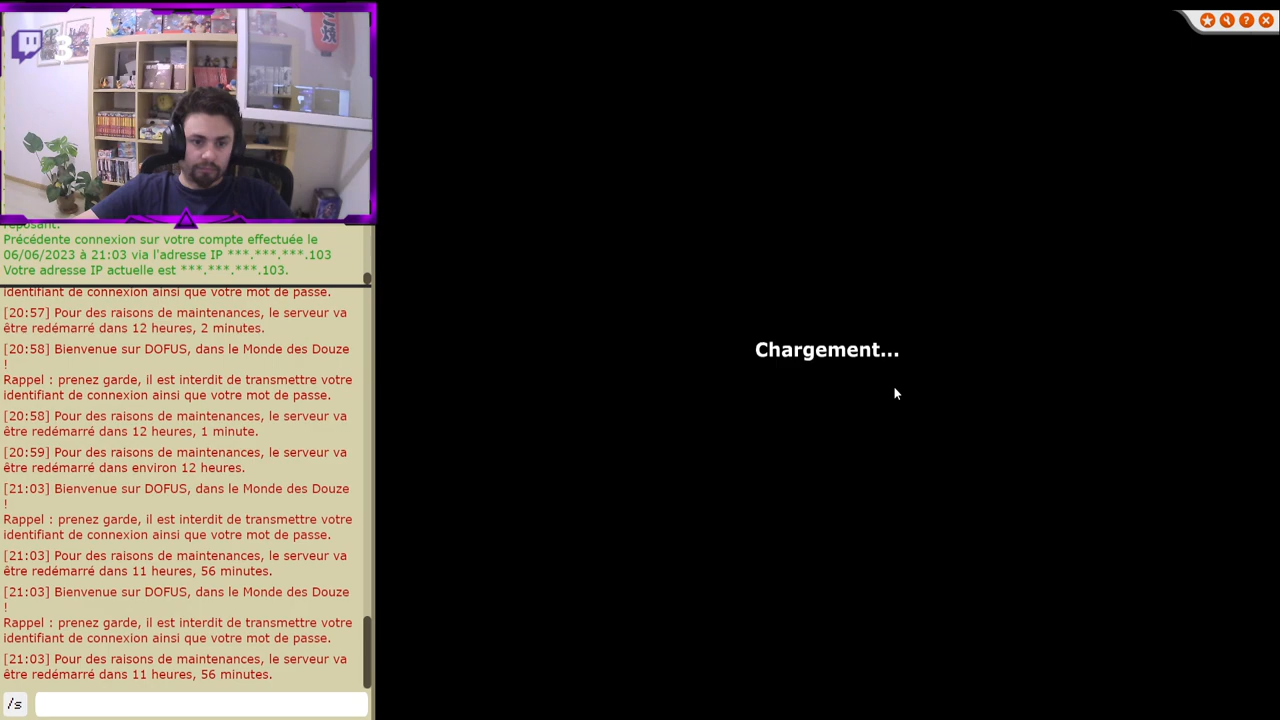 Précédente connexion sur votre compte effectuée le
06/06/2023 à 21:03 via l'adresse IP ***.***.***.103
Votre adresse IP actuelle est ***.***.***.103.
identifiant de connexion ainsi que votre mot de passe.
[20:57] Pour des raisons de maintenances, le serveur va
être redémarré dans 12 heures, 2 minutes.
[20:58] Bienvenue sur DOFUS, dans le Monde des Douze
!
Rappel : prenez garde, il est interdit de transmettre votre
identifiant de connexion ainsi que votre mot de passe.
[20:58] Pour des raisons de maintenances, le serveur va
être redémarré dans 12 heures, 1 minute.
[20:59] Pour des raisons de maintenances, le serveur va
être redémarré dans environ 12 heures.
[21:03] Bienvenue sur DOFUS, dans le Monde des Douze
!
Rappel : prenez garde, il est interdit de transmettre votre
identifiant de connexion ainsi que votre mot de passe.
[21:03] Pour des raisons de maintenances, le serveur va
être redémarré dans 11 heures, 56 minutes.
[21:03] Bienvenue sur DOFUS, dans le Monde des Douze
!
Rappel : prenez garde, il est interdit de transmettre votre
identifiant de connexion ainsi que votre mot de passe.
[21:03] Pour des raisons de maintenances, le serveur va
être redémarré dans 11 heures, 56 minutes.
/s
Chargement...